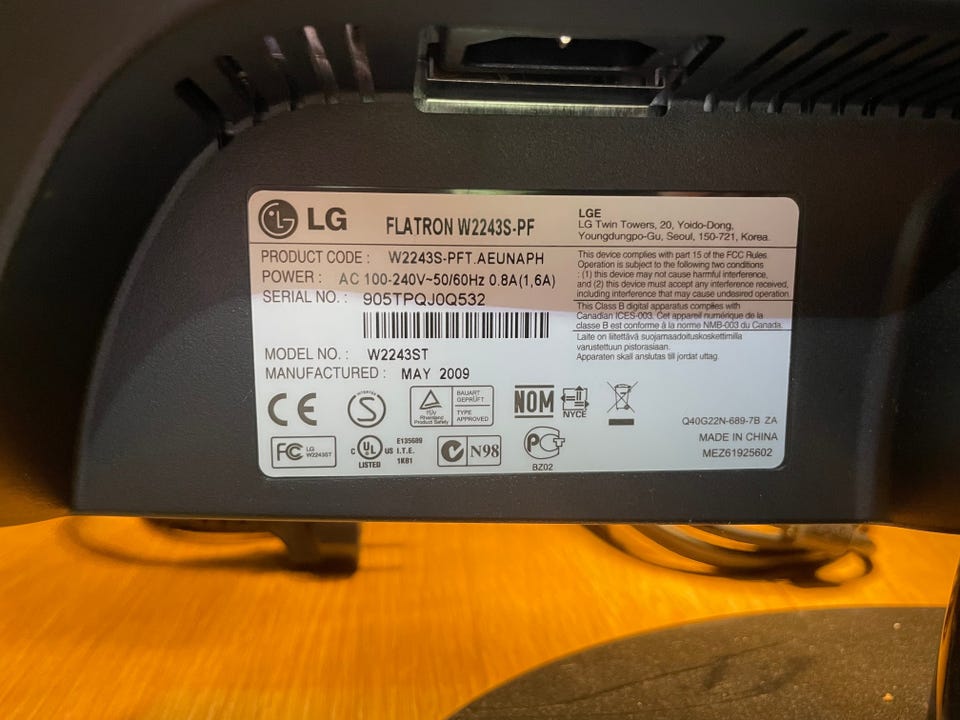 LG FLATRON W2243S-PF
PRODUCT CODE : W2243S-PFT.AEUNAPH
POWER : AC 100-240V~50/60Hz 0.8A(1,6A)
SERIAL NO. : 905TPQJ0Q532
MODEL NO. : W2243ST
MANUFACTURED : MAY 2009
LGE
LG Twin Towers, 20, Yoido-Dong,
Youngdungpo-Gu, Seoul, 150-721, Korea.
This device complies with part 15 of the FCC Rules
Operation is subject to the following two conditions
: (1) this device may not cause harmful interference,
and (2) this device must accept any interference received,
including interference that may cause undesired operation
This Class B digital apparatus complies with
Canadian ICES-003. Cet appareil numérique de la
classe B est conforme à la norme NMB-003 du Canada.
Laite on liitettävä suojamaadoituskoskettimilla
varustettuun pistorasiaan.
Apparaten skall anslutas till jordat uttag.
CE
S
TÜV
Rheinland
Product Safety
BAUART
GEPRÜFT
TYPE
APPROVED
NOM
NYCE
FC LG
W2243ST
C UL US
LISTED
E135689
I.T.E.
1K81
N98
PCT
BZ02
Q40G22N-689-7B ZA
MADE IN CHINA
MEZ61925602